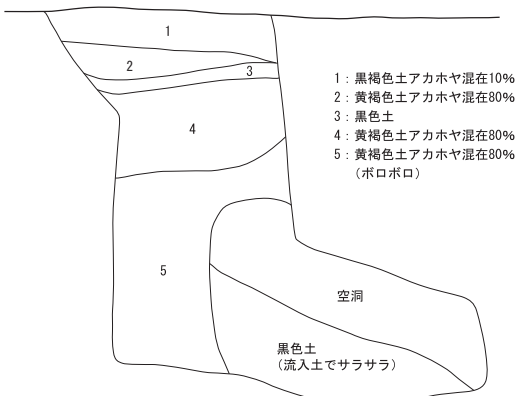 1
2
3
4
5
1：黒褐色土アカホヤ混在10%
2：黄褐色土アカホヤ混在80%
3：黒色土
4：黄褐色土アカホヤ混在80%
5：黄褐色土アカホヤ混在80%
（ボロボロ）
空洞
黒色土
（流入土でサラサラ）